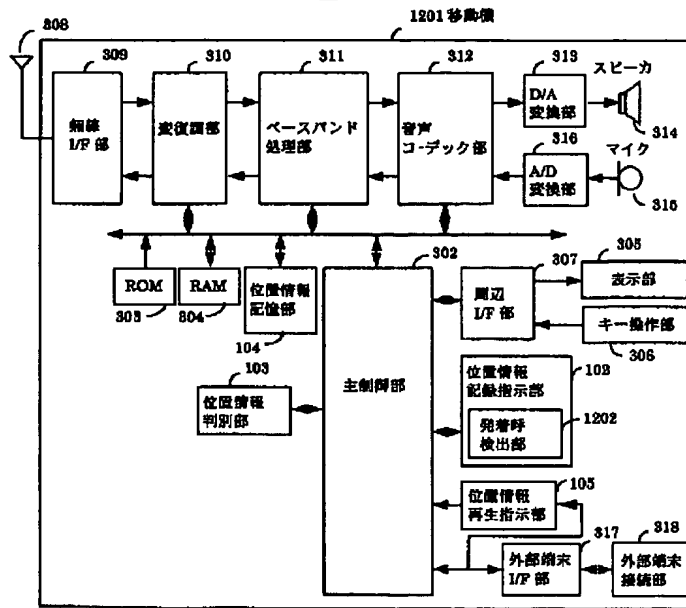 1201 移動機
308
309
310
311
312
313
スピーカ
無線
I/F 部
変復調部
ベースバンド
処理部
音声
コーデック部
D/A
変換部
314
316
マイク
A/D
変換部
315
302
307
305
ROM
RAM
位置情報
記憶部
周辺
I/F部
表示部
303
304
キー操作部
104
306
103
102
位置情報
判別部
主制御部
位置情報
記録指示部
1202
発着呼
検出部
105
位置情報
再生指示部
317
318
外部端末
I/F部
外部端末
接続部